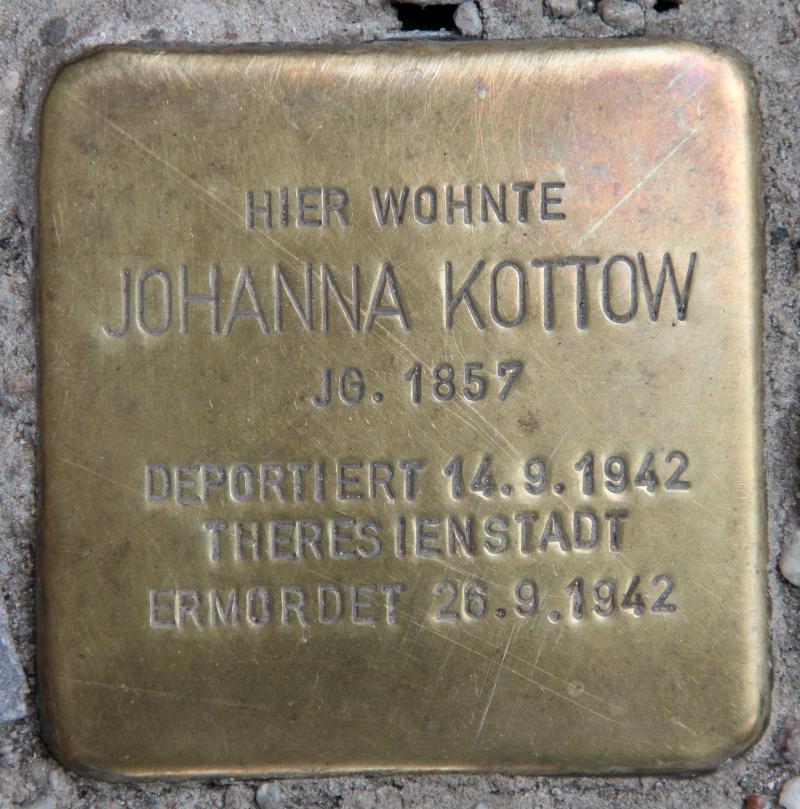 HIER WOHNTE
JOHANNA KOTTOW
JG. 1857
DEPORTIERT 14.9.1942
THERESIENSTADT
ERMORDET 26.9.1942